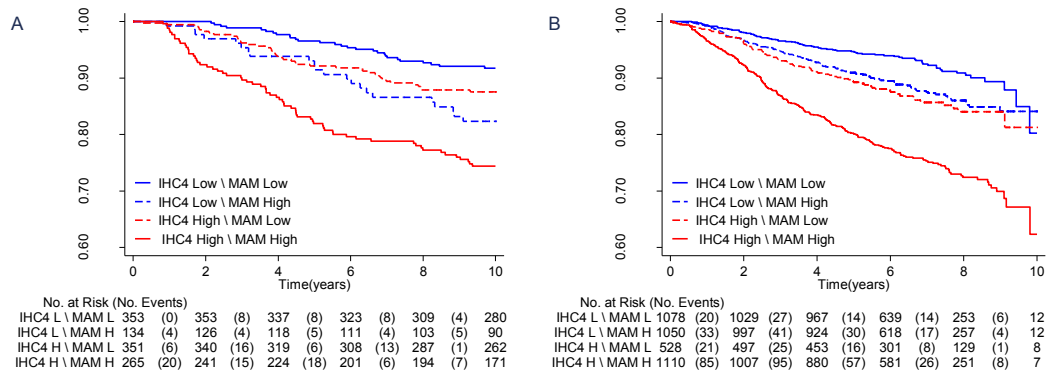 A
1.00
0.90
0.80
0.70
0.60
IHC4 Low \ MAM Low
IHC4 Low \ MAM High
IHC4 High \ MAM Low
IHC4 High \ MAM High
0 2 4 6 8 10
Time(years)
No. at Risk (No. Events)
IHC4 L \ MAM L 353 (0) 353 (8) 337 (8) 323 (8) 309 (4) 280
IHC4 L \ MAM H 134 (4) 126 (4) 118 (5) 111 (4) 103 (5) 90
IHC4 H \ MAM L 351 (6) 340 (16) 319 (6) 308 (13) 287 (1) 262
IHC4 H \ MAM H 265 (20) 241 (15) 224 (18) 201 (6) 194 (7) 171
B
1.00
0.90
0.80
0.70
0.60
IHC4 Low \ MAM Low
IHC4 Low \ MAM High
IHC4 High \ MAM Low
IHC4 High \ MAM High
0 2 4 6 8 10
Time(years)
No. at Risk (No. Events)
IHC4 L \ MAM L 1078 (20) 1029 (27) 967 (14) 639 (14) 253 (6) 12
IHC4 L \ MAM H 1050 (33) 997 (41) 924 (30) 618 (17) 257 (4) 12
IHC4 H \ MAM L 528 (21) 497 (25) 453 (16) 301 (8) 129 (1) 8
IHC4 H \ MAM H 1110 (85) 1007 (95) 880 (57) 581 (26) 251 (8) 7